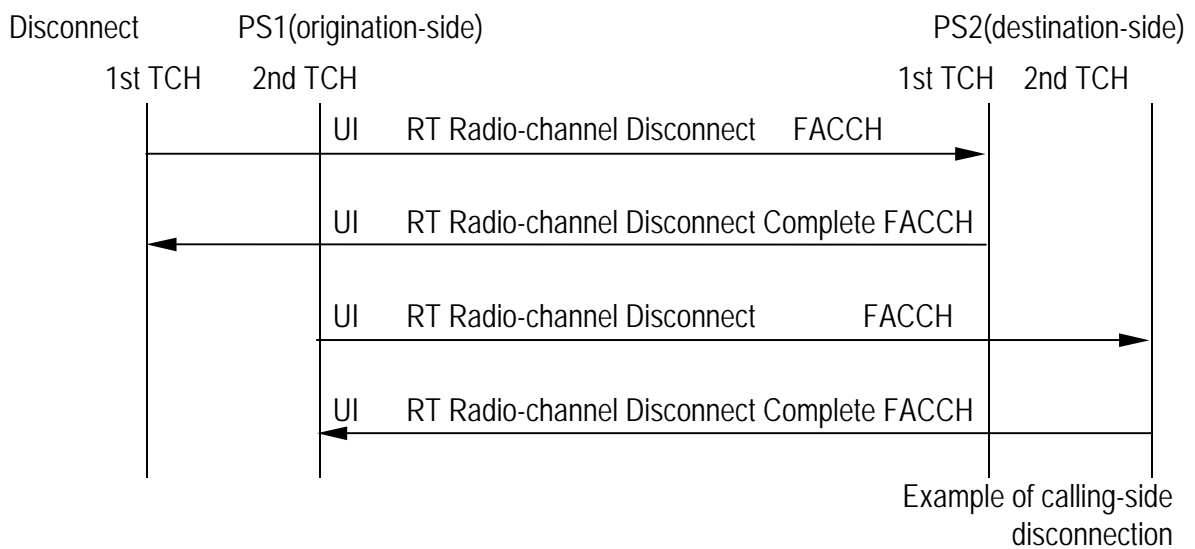 Disconnect PS1(origination-side) PS2(destination-side)
1st TCH 2nd TCH 1st TCH 2nd TCH
UI RT Radio-channel Disconnect FACCH
UI RT Radio-channel Disconnect Complete FACCH
UI RT Radio-channel Disconnect FACCH
UI RT Radio-channel Disconnect Complete FACCH
Example of calling-side
disconnection